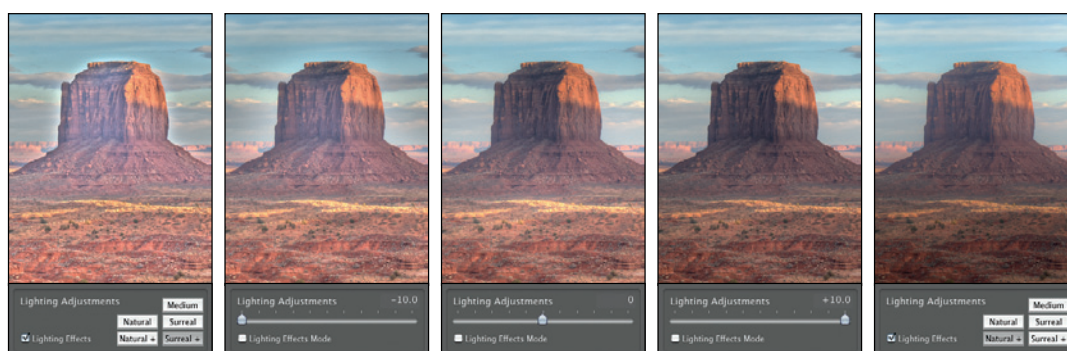 Lighting Adjustments
Medium
Natural Surreal
Lighting Effects Natural + Surreal +
Lighting Adjustments -10.0
Lighting Effects Mode
Lighting Adjustments 0
Lighting Effects Mode
Lighting Adjustments +10.0
Lighting Effects Mode
Lighting Adjustments
Medium
Natural Surreal
Lighting Effects Natural + Surreal +